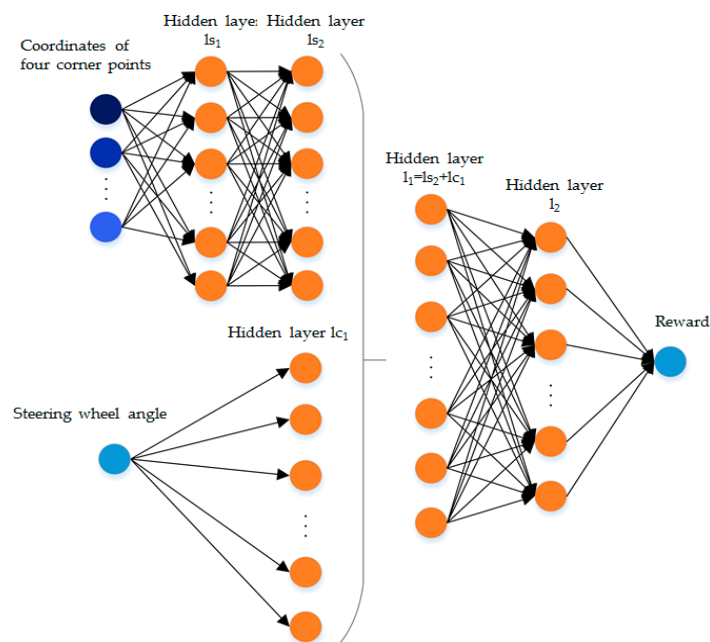 Hidden layer
ls₁
Hidden layer
ls₂
Coordinates of
four corner points
Hidden layer
l₁=ls₂+lc₁
Hidden layer
l₂
Hidden layer lc₁
Reward
Steering wheel angle